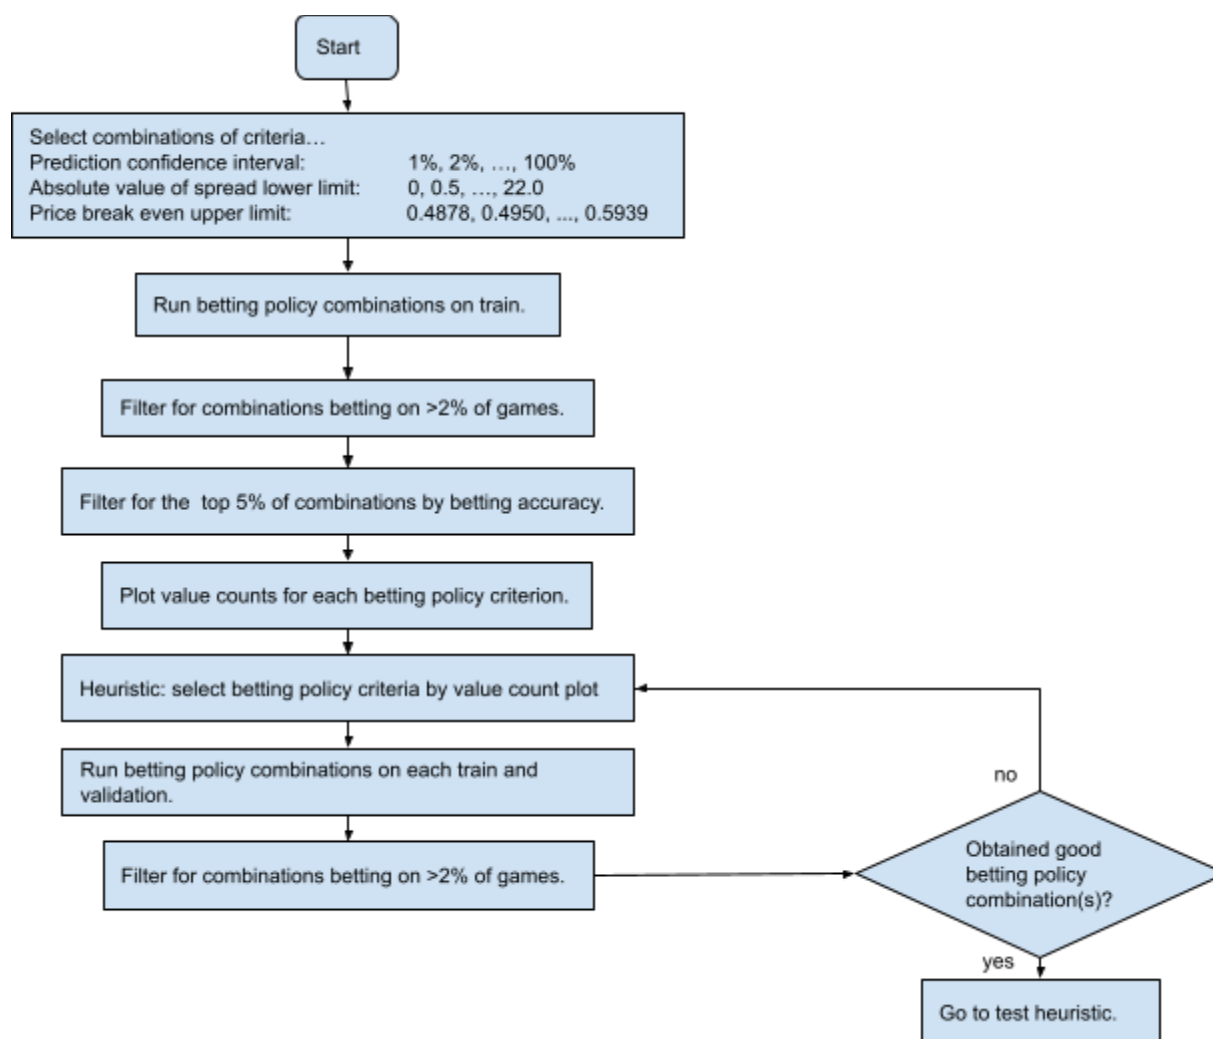 Start
Select combinations of criteria…
Prediction confidence interval: 1%, 2%, …, 100%
Absolute value of spread lower limit: 0, 0.5, …, 22.0
Price break even upper limit: 0.4878, 0.4950, ..., 0.5939
Run betting policy combinations on train.
Filter for combinations betting on >2% of games.
Filter for the  top 5% of combinations by betting accuracy.
Plot value counts for each betting policy criterion.
Heuristic: select betting policy criteria by value count plot
Run betting policy combinations on each train and
validation.
Filter for combinations betting on >2% of games.
no
Obtained good
betting policy
combination(s)?
yes
Go to test heuristic.